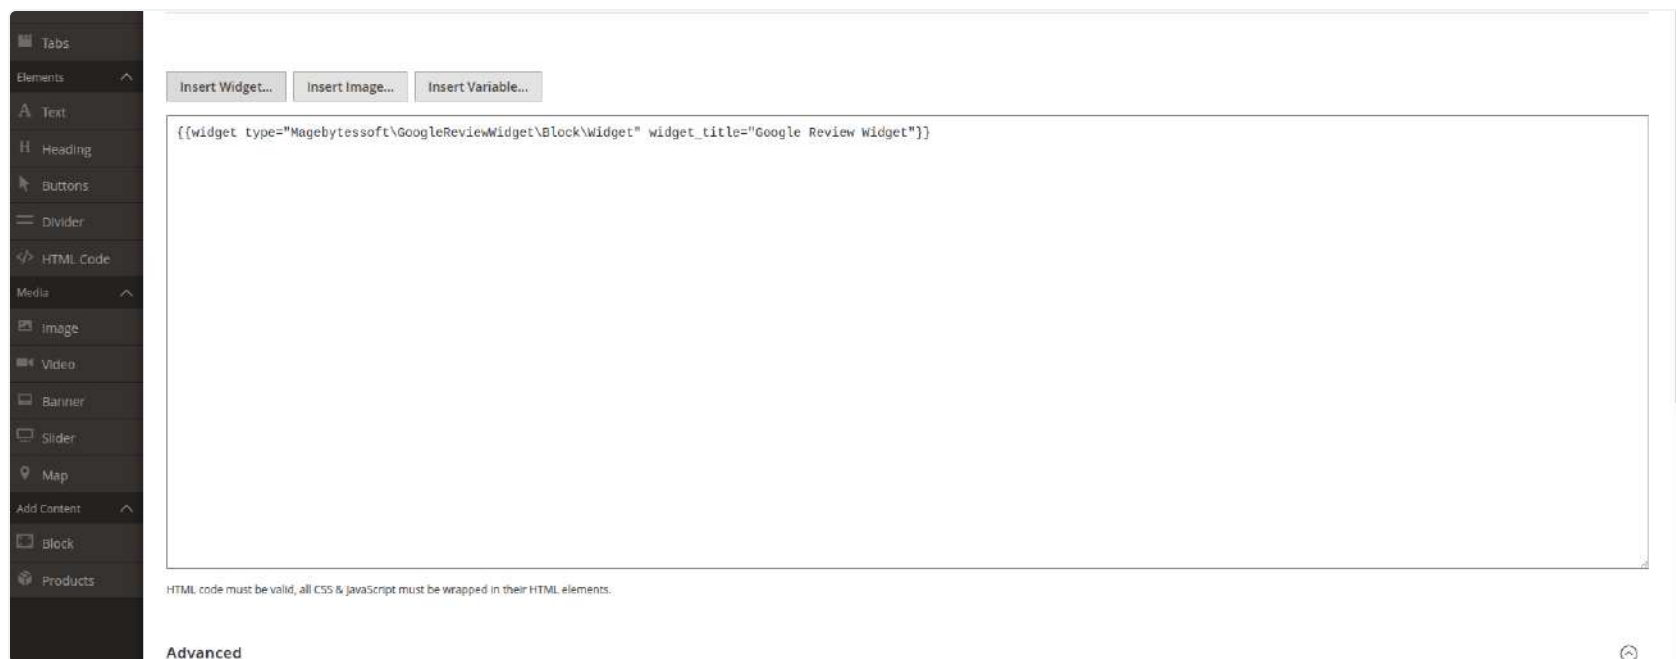 Tabs
Elements
Text
Heading
Buttons
Divider
HTML Code
Media
Image
Video
Banner
Slider
Map
Add Content
Block
Products
Insert Widget... Insert Image... Insert Variable...
{{widget type="Magebytessoft\GoogleReviewWidget\Block\Widget" widget_title="Google Review Widget"}}
HTML code must be valid, all CSS & JavaScript must be wrapped in their HTML elements.
Advanced